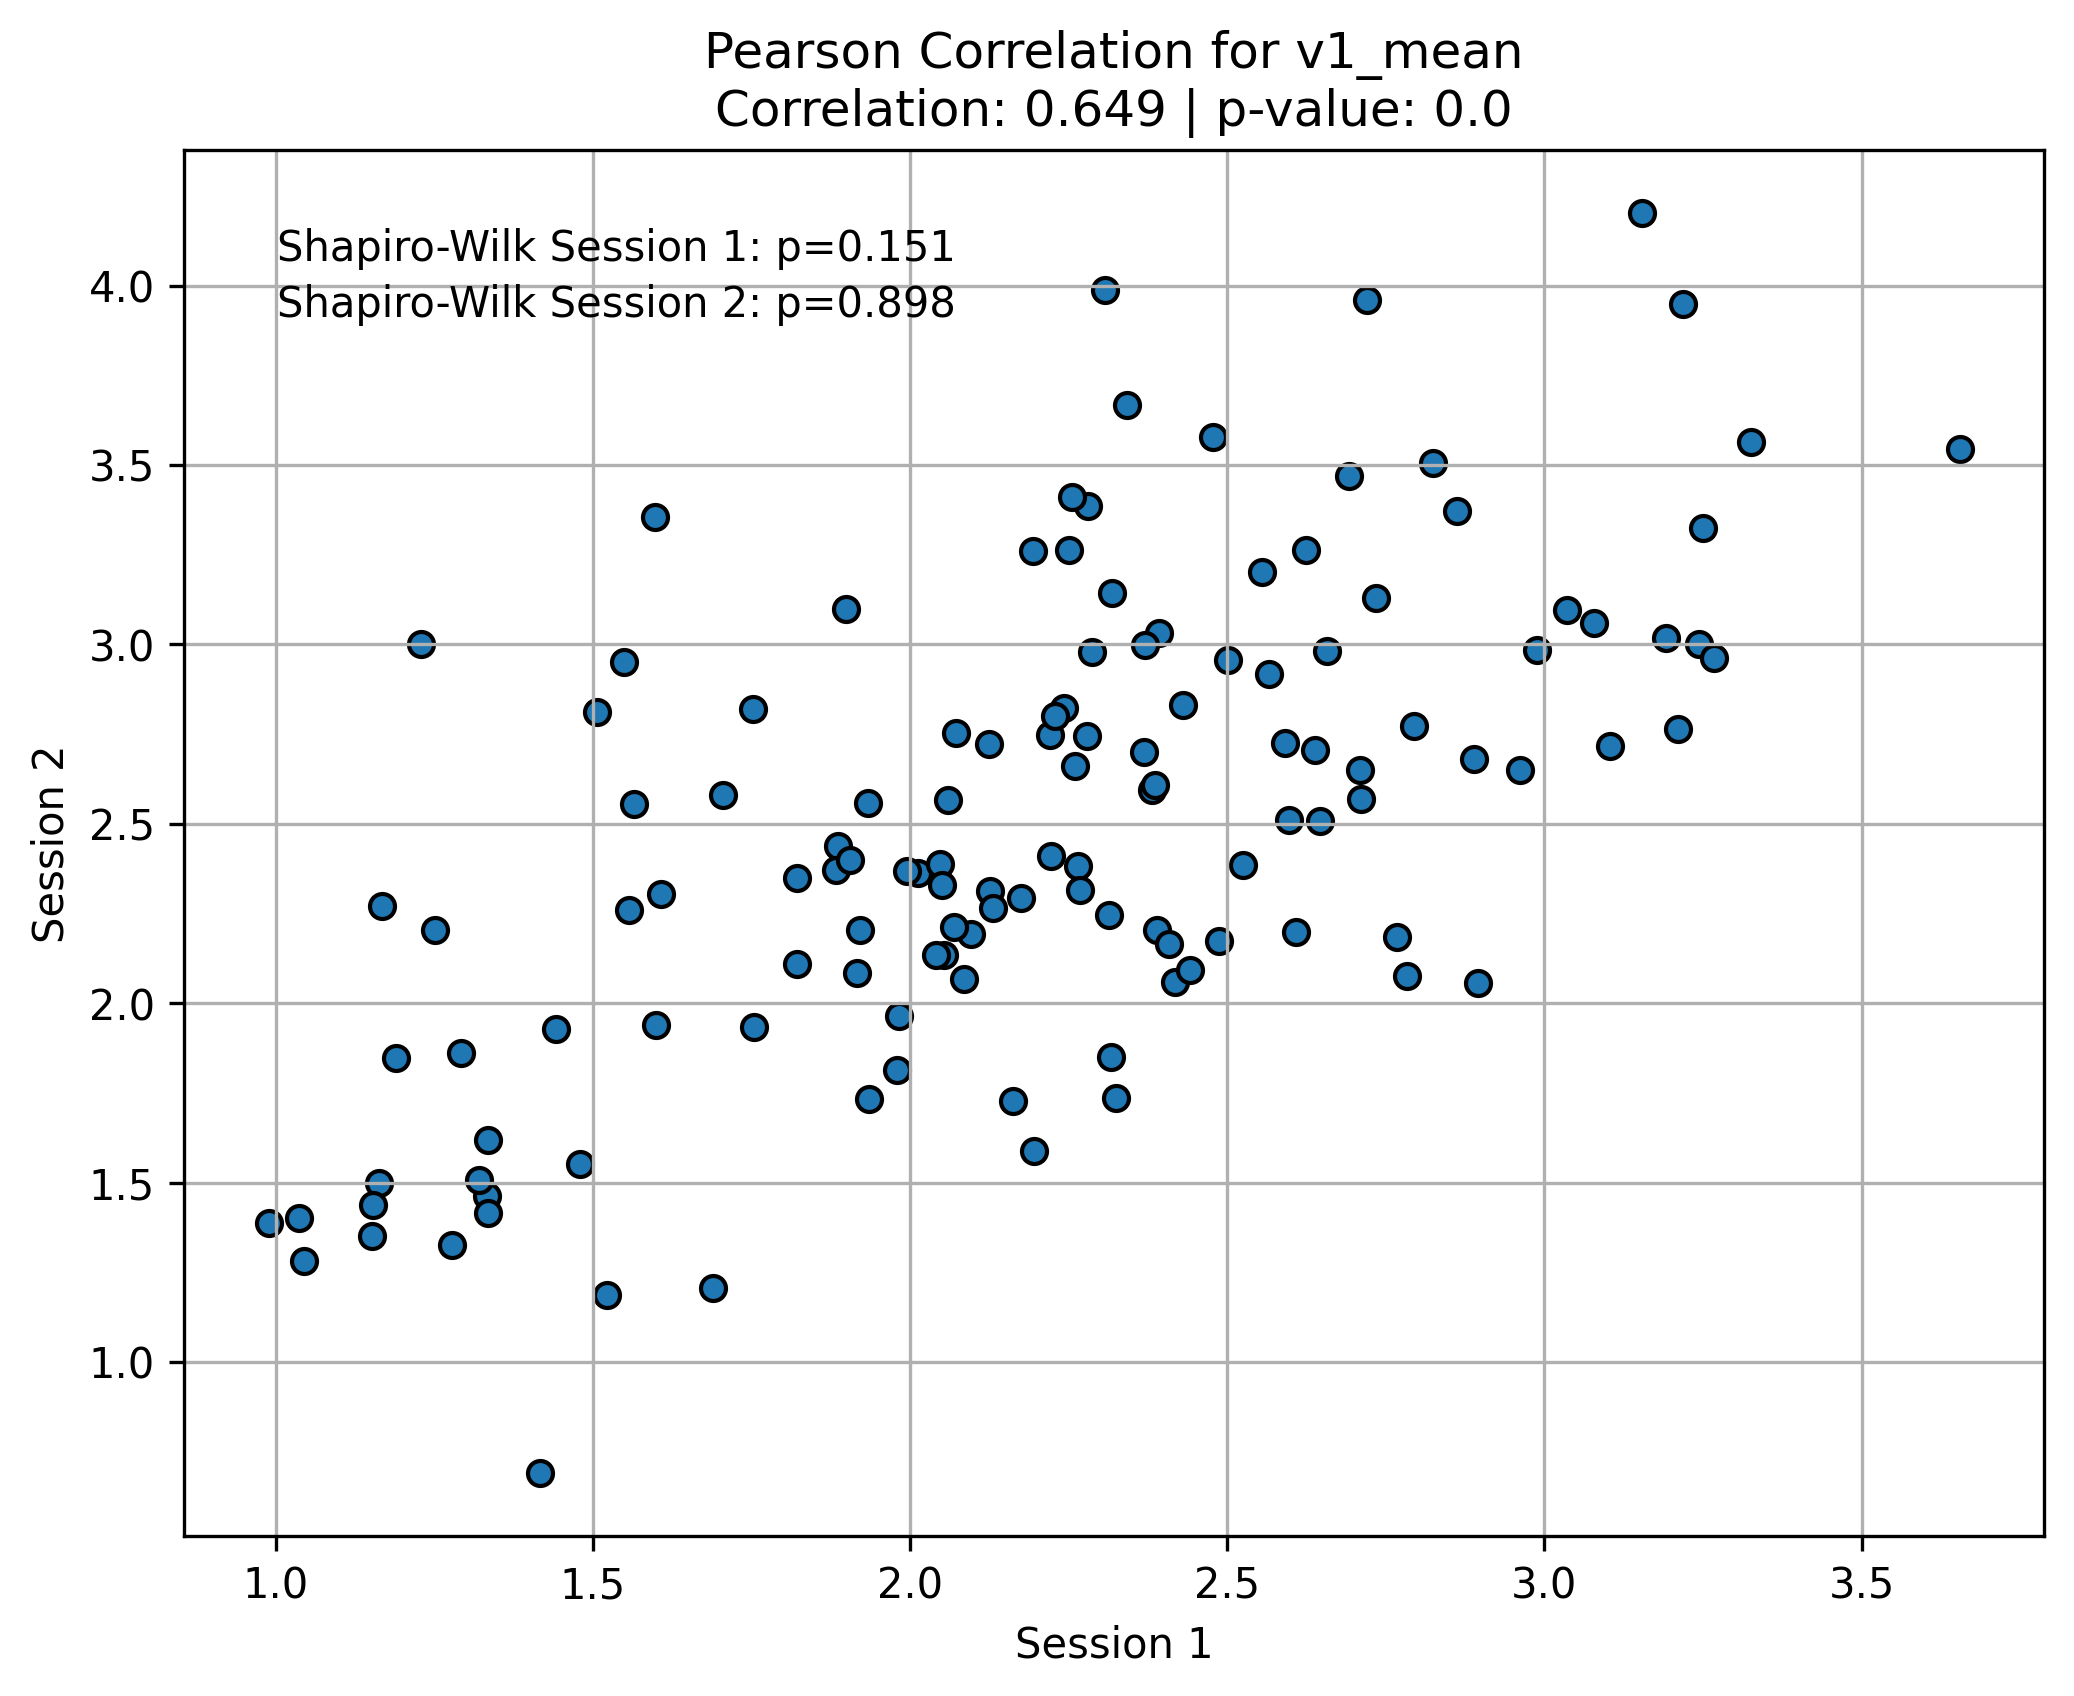 Pearson Correlation for v1_mean
Correlation: 0.649 | p-value: 0.0
Shapiro-Wilk Session 1: p=0.151
Shapiro-Wilk Session 2: p=0.898
4.0
3.5
3.0
2.5
2.0
1.5
1.0
Session 2
1.0 1.5 2.0 2.5 3.0 3.5
Session 1